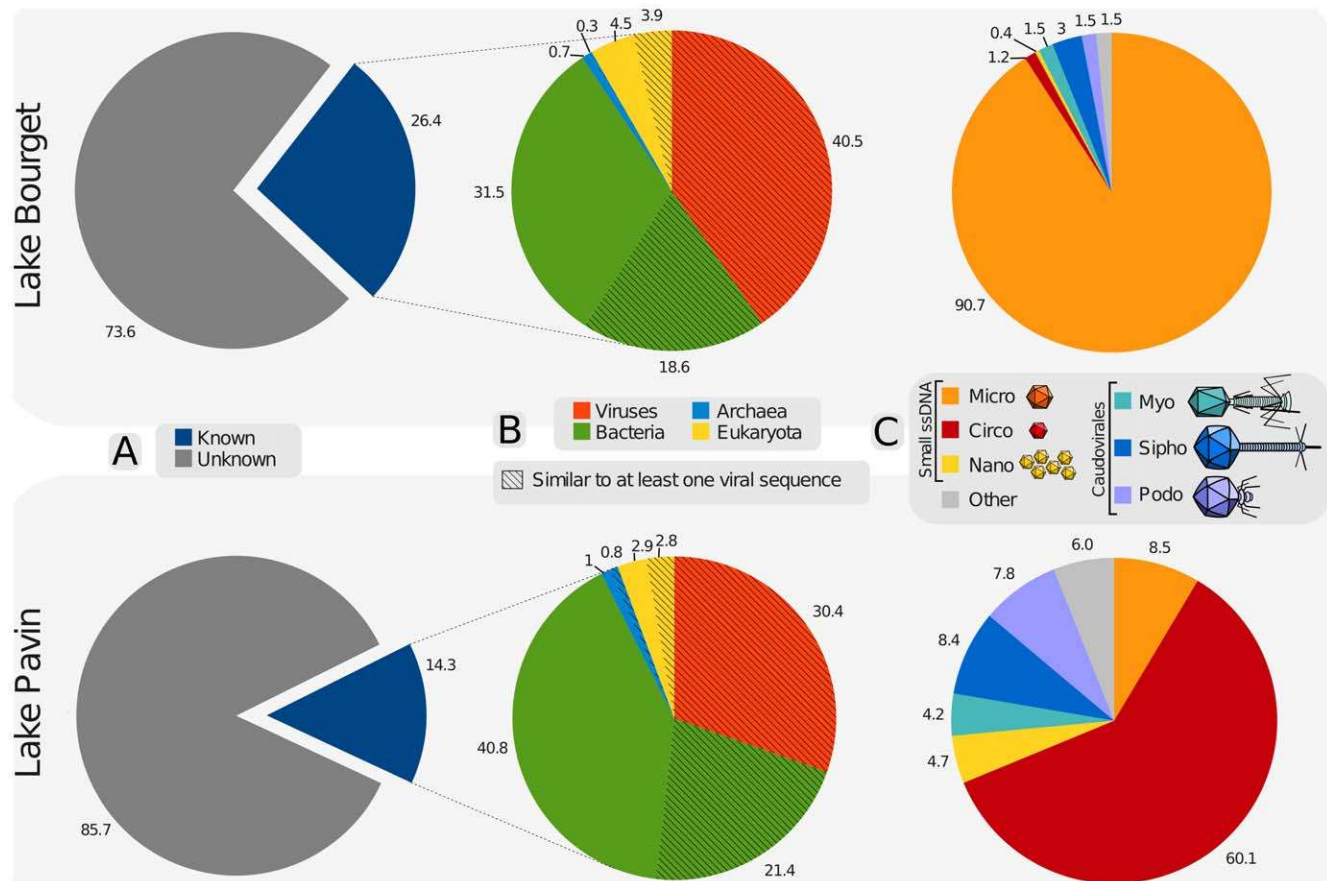 Lake Bourget
26.4
73.6
0.7
0.3
4.5
3.9
40.5
31.5
18.6
1.2
0.4
1.5
3
1.5
1.5
90.7
A
Known
Unknown
B
Viruses
Archaea
Bacteria
Eukaryota
Similar to at least one viral sequence
C
Small ssDNA
Micro
Circo
Nano
Other
Caudovirales
Myo
Sipho
Podo
Lake Pavin
14.3
85.7
1
0.8
2.9
2.8
30.4
40.8
21.4
6.0
8.5
7.8
8.4
4.2
4.7
60.1